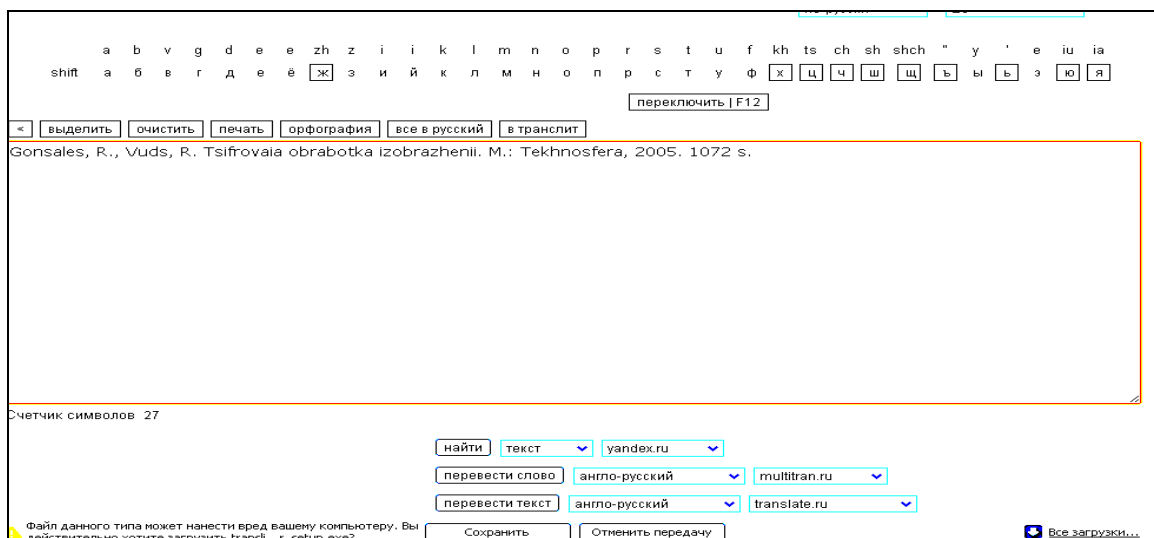 a b v g d e e zh z i i k l m n o p r s t u f kh ts ch sh shch " y ' e iu ia
shift а б в г д е ё ж з и й к л м н о п р с т у ф х ц ч ш щ ъ ы ь э ю я
переключить | F12
< выделить очистить печать орфография все в русский в транслит
Gonsales, R., Vuds, R. Tsifrovaia obrabotka izobrazhenii. M.: Tekhnosfera, 2005. 1072 s.
Счетчик символов 27
найти текст yandex.ru
перевести слово англо-русский multitran.ru
перевести текст англо-русский translate.ru
Файл данного типа может нанести вред вашему компьютеру. Вы Сохранить Отменить передачу Все загрузки...
действительно хотите загрузить